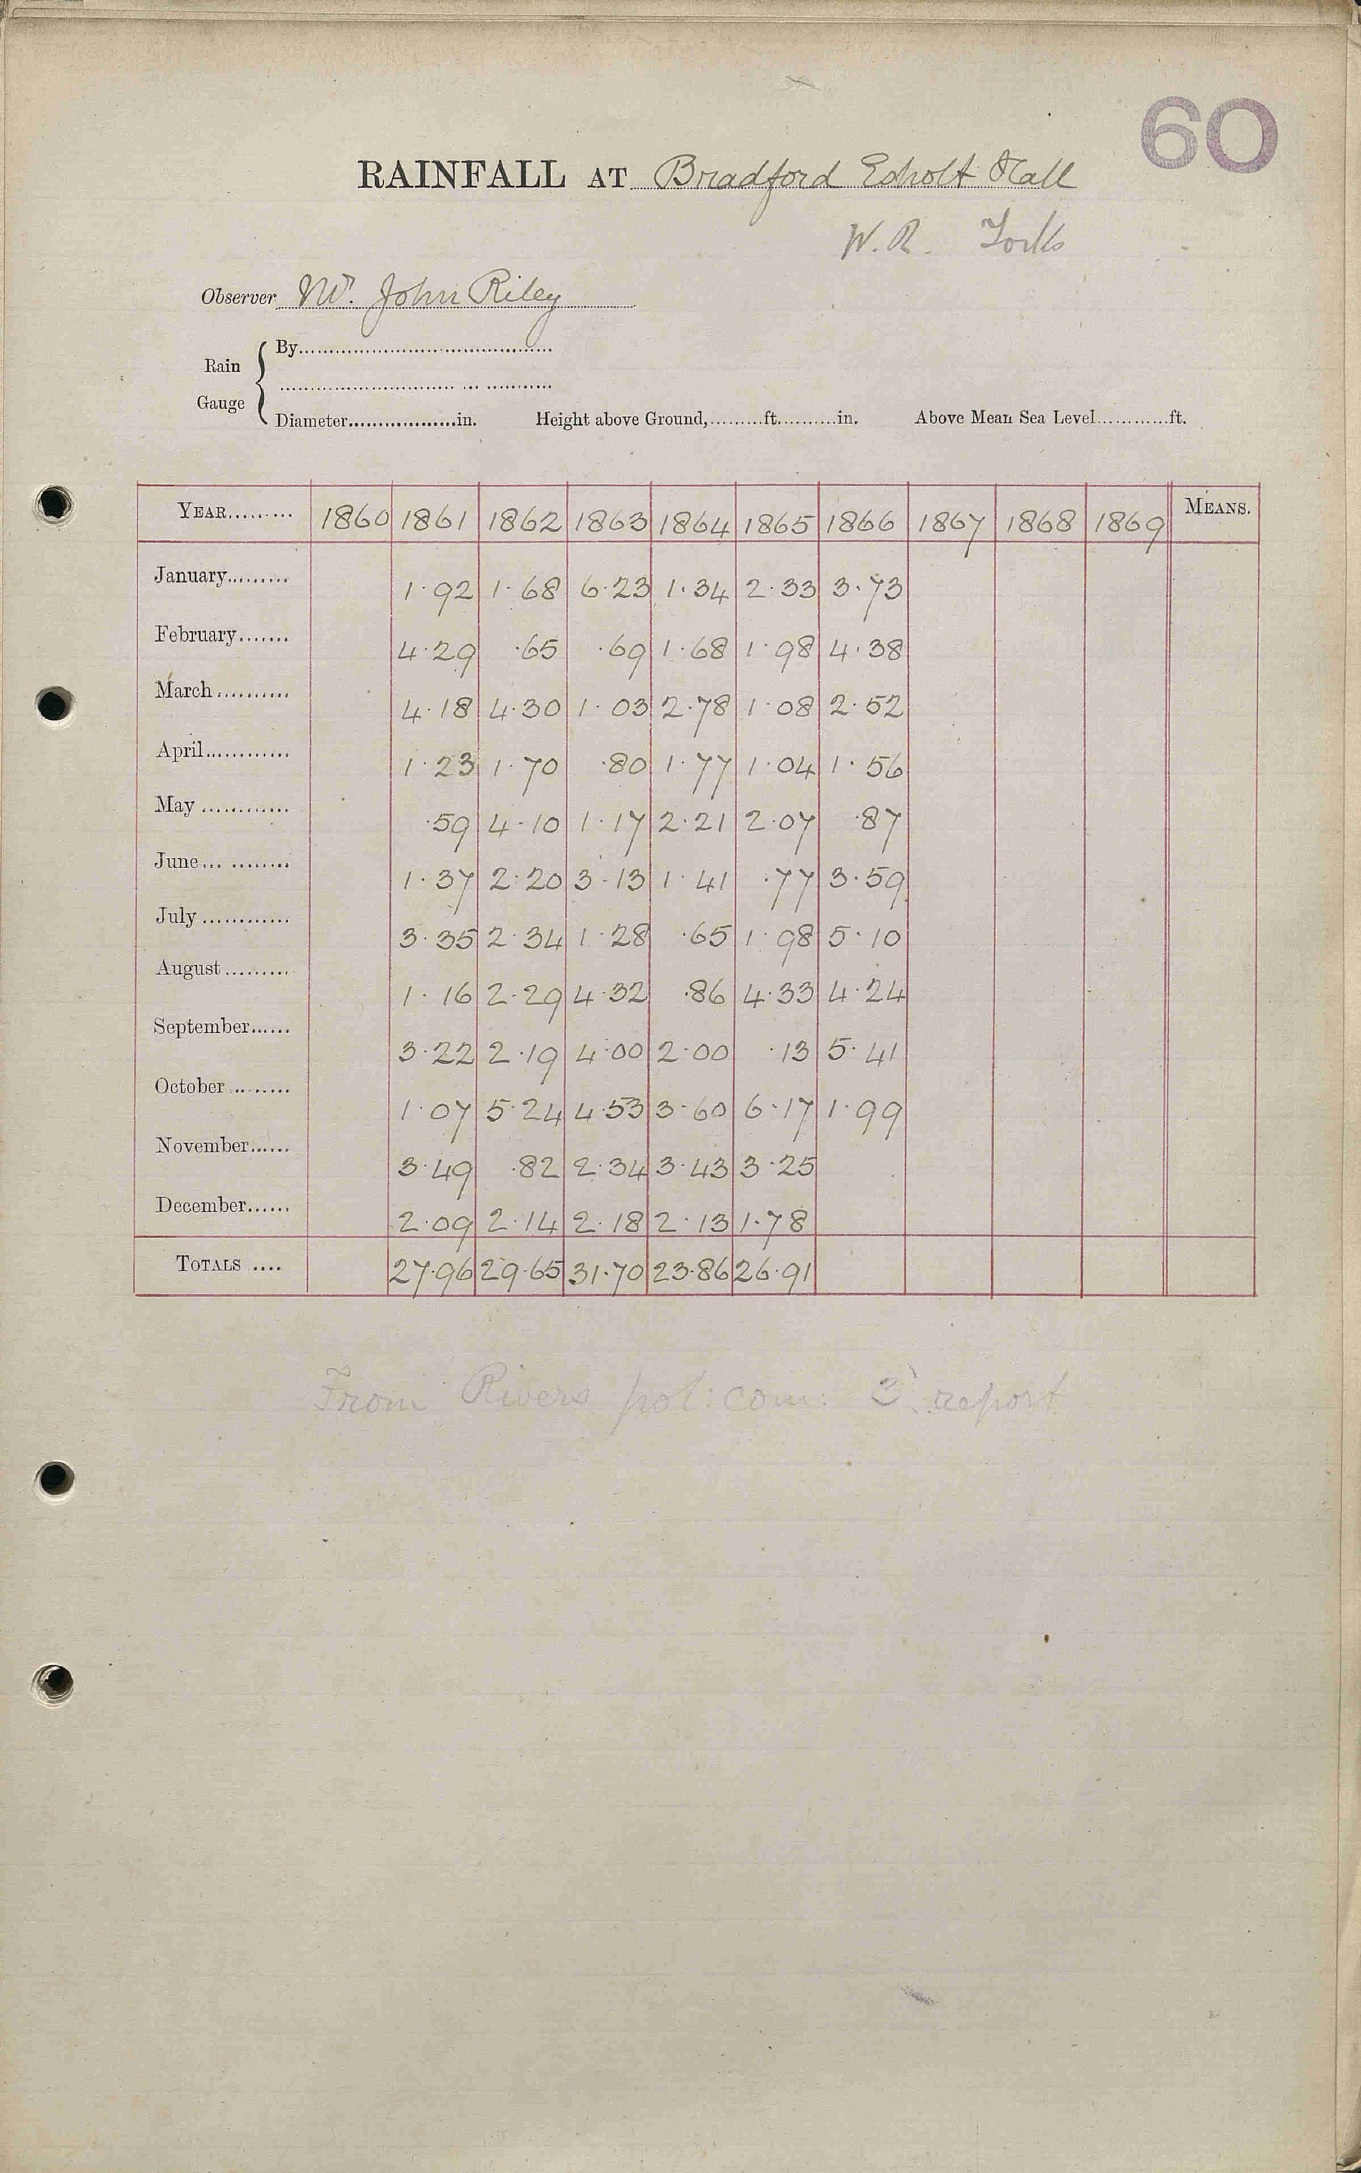 60
RAINFALL AT Bradford Esholt Hall
W.R. Yorks
Observer Mr. John Riley
Rain Gauge
By
Diameter in. Height above Ground, ft. in. Above Mean Sea Level ft.
YEAR 1860 1861 1862 1863 1864 1865 1866 1867 1868 1869 MEANS.
January 1.92 1.68 6.23 1.34 2.33 3.73
February 4.29 .65 .69 1.68 1.98 4.38
March 4.18 4.30 1.03 2.78 1.08 2.52
April 1.23 1.70 .80 1.77 1.04 1.56
May .59 4.10 1.17 2.21 2.07 .87
June 1.37 2.20 3.13 1.41 .77 3.59
July 3.35 2.34 1.28 .65 1.98 5.10
August 1.16 2.29 4.32 .86 4.33 4.24
September 3.22 2.19 4.00 2.00 .13 5.41
October 1.07 5.24 4.53 3.60 6.17 1.99
November 3.49 .82 2.34 3.43 3.25
December 2.09 2.14 2.18 2.13 1.78
TOTALS 27.96 29.65 31.70 23.86 26.91
From Rivers pol: com: 3 report